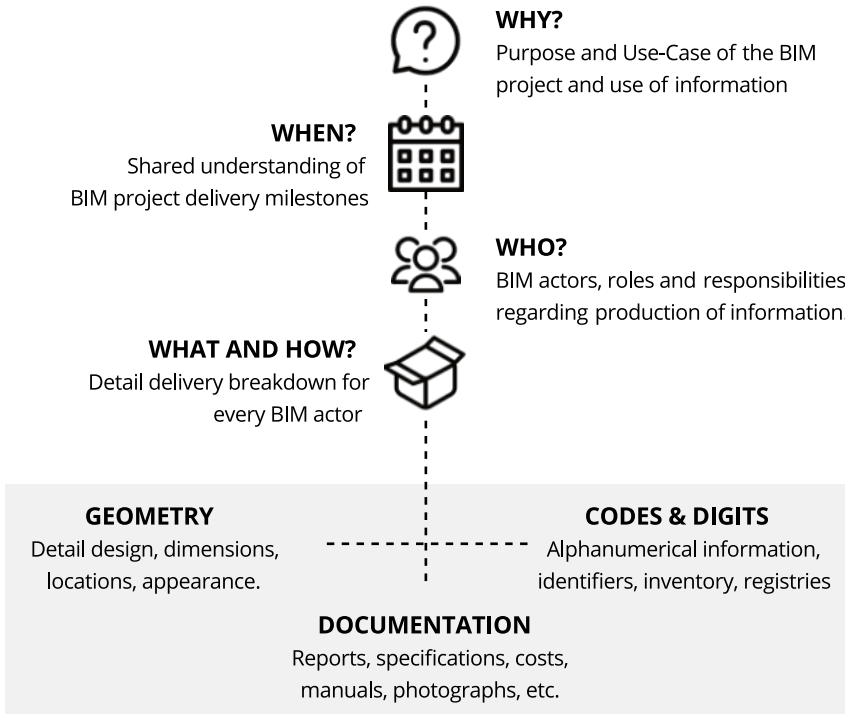 WHY?
Purpose and Use-Case of the BIM
project and use of information
WHEN?
Shared understanding of
BIM project delivery milestones
WHO?
BIM actors, roles and responsibilities
regarding production of information.
WHAT AND HOW?
Detail delivery breakdown for
every BIM actor
GEOMETRY
Detail design, dimensions,
locations, appearance.
CODES & DIGITS
Alphanumerical information,
identifiers, inventory, registries
DOCUMENTATION
Reports, specifications, costs,
manuals, photographs, etc.